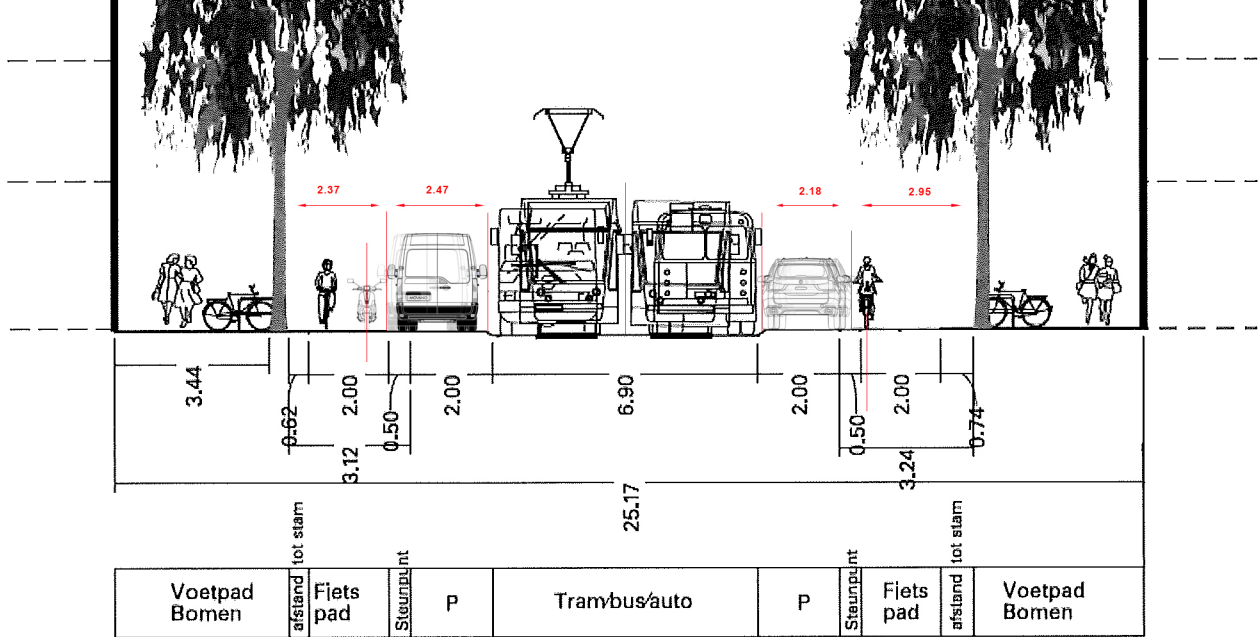 2.37
2.47
2.18
2.95
MOVANO
3.44
0.62
2.00
0.50
2.00
6.90
2.00
0.50
2.00
0.74
3.12
3.24
25.17
Voetpad
Bomen
afstand tot stam
Fiets
pad
Steunpunt
P
Tram/bus/auto
P
Steunpunt
Fiets
pad
afstand tot stam
Voetpad
Bomen